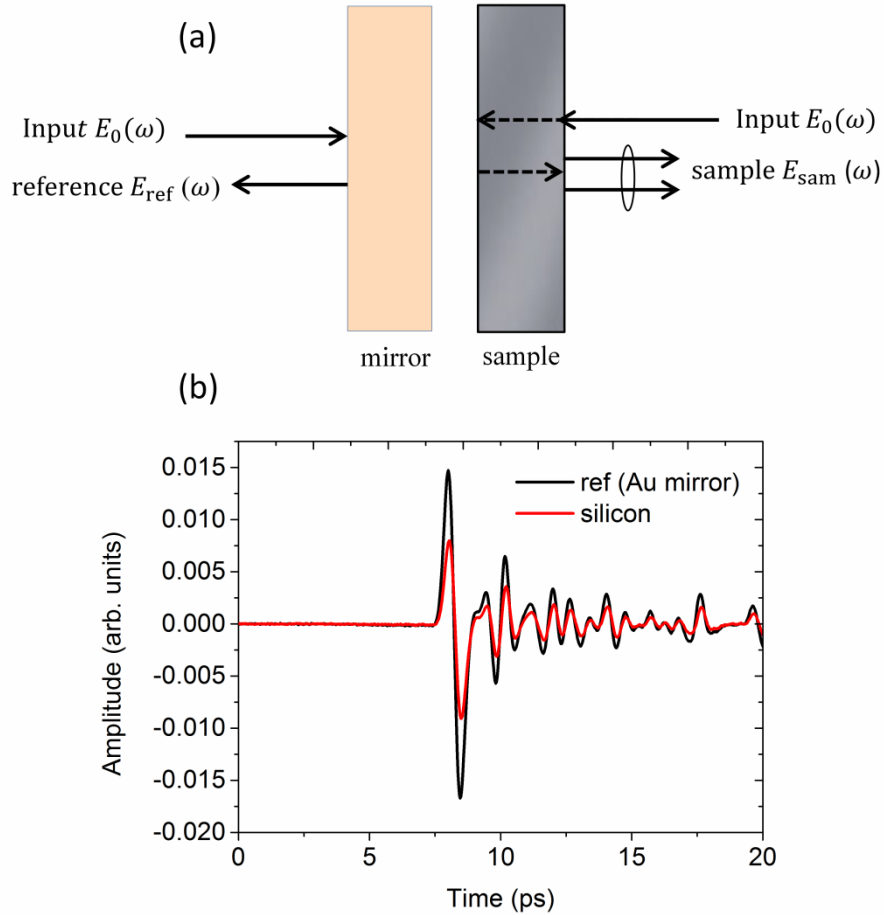 (a)
Input E₀(ω)
reference E_ref (ω)
Input E₀(ω)
sample E_sam (ω)
mirror
sample
(b)
ref (Au mirror)
silicon
Amplitude (arb. units)
0.015
0.010
0.005
0.000
-0.005
-0.010
-0.015
-0.020
0
5
10
15
20
Time (ps)